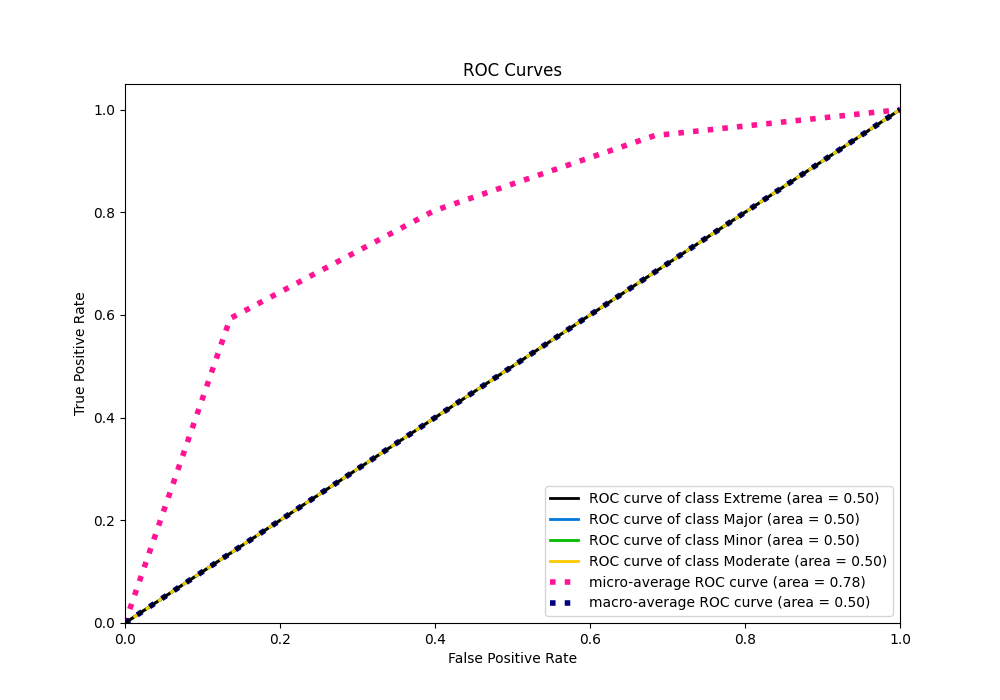 ROC Curves
1.0
0.8
0.6
0.4
0.2
0.0
True Positive Rate
0.0 0.2 0.4 0.6 0.8 1.0
False Positive Rate
ROC curve of class Extreme (area = 0.50)
ROC curve of class Major (area = 0.50)
ROC curve of class Minor (area = 0.50)
ROC curve of class Moderate (area = 0.50)
micro-average ROC curve (area = 0.78)
macro-average ROC curve (area = 0.50)